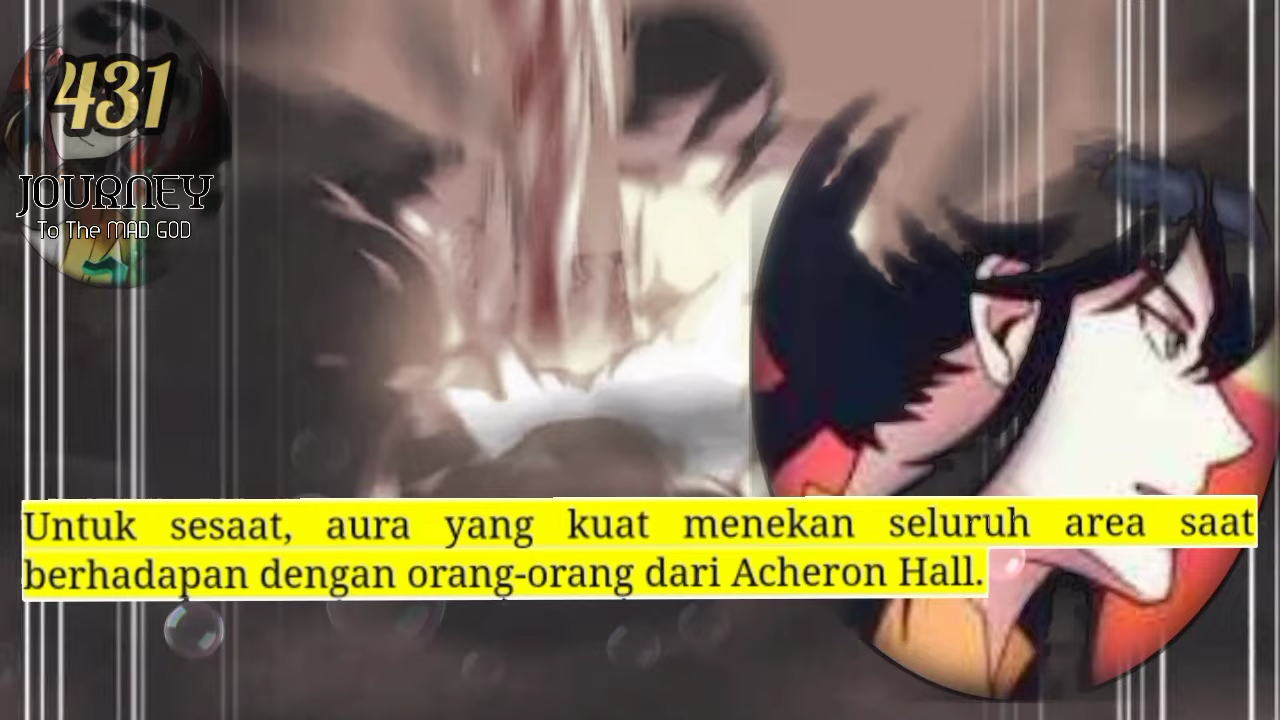 431
JOURNEY
To The MAD GOD
Untuk sesaat, aura yang kuat menekan seluruh area saat
berhadapan dengan orang-orang dari Acheron Hall.